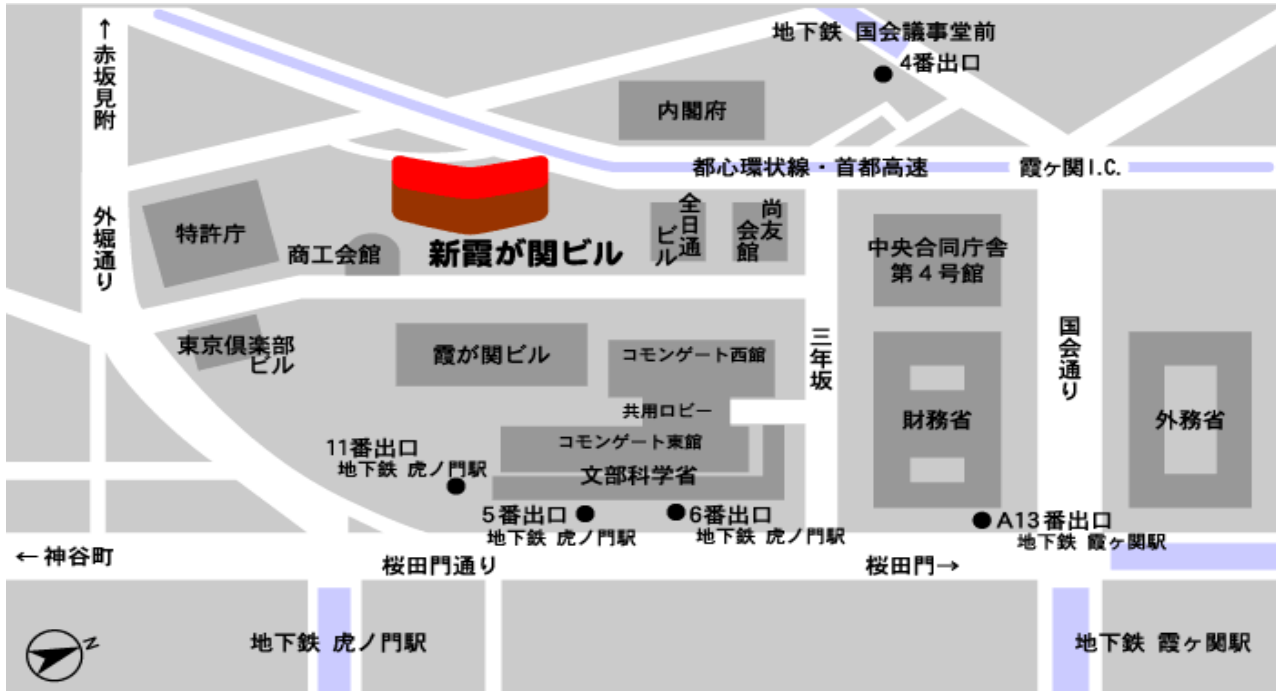 ↑赤坂見附
地下鉄 国会議事堂前
4番出口
内閣府
都心環状線・首都高速
霞ヶ関I.C.
外堀通り
特許庁
商工会館
新霞が関ビル
全日通
ビル
尚友
会館
中央合同庁舎
第4号館
東京倶楽部
ビル
霞が関ビル
コモンゲート西館
三年坂
国会通り
共用ロビー
財務省
外務省
コモンゲート東館
11番出口
地下鉄 虎ノ門駅
文部科学省
5番出口
地下鉄 虎ノ門駅
6番出口
地下鉄 虎ノ門駅
A13番出口
地下鉄 霞ヶ関駅
←神谷町
桜田門通り
桜田門→
地下鉄 虎ノ門駅
地下鉄 霞ヶ関駅
N